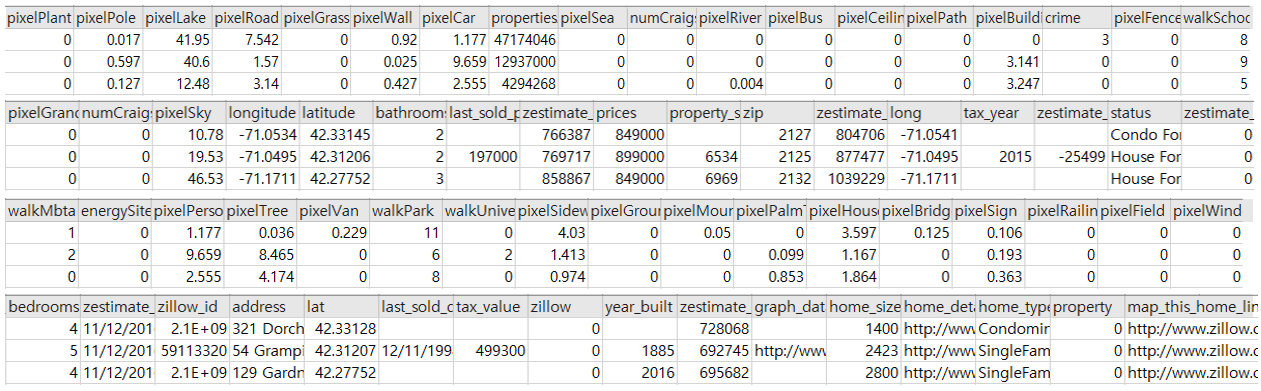 pixelPlant pixelPole pixelLake pixelRoad pixelGrass pixelWall pixelCar properties pixelSea numCraig pixelRiver pixelBus pixelCeilin pixelPath pixelBuildi crime pixelFence walkSchoo
0 0.017 41.95 7.542 0 0.92 1.177 47174046 0 0 0 0 0 0 0 3 0 8
0 0.597 40.6 1.57 0 0.025 9.659 12937000 0 0 0 0 0 0 3.141 0 0 9
0 0.127 12.48 3.14 0 0.427 2.555 4294268 0 0 0.004 0 0 0 3.247 0 0 5
pixelGrand numCraigs pixelSky longitude latitude bathrooms last_sold_p zestimate_ prices property_s zip zestimate_ long tax_year zestimate_ status zestimate_
0 0 10.78 -71.0534 42.33145 2 766387 849000 2127 804706 -71.0541 Condo For 0
0 0 19.53 -71.0495 42.31206 2 197000 769717 899000 6534 2125 877477 -71.0495 2015 -25499 House For 0
0 0 46.53 -71.1711 42.27752 3 858867 849000 6969 2132 1039229 -71.1711 House For 0
walkMbta energySite pixelPerso pixelTree pixelVan walkPark walkUnive pixelSidew pixelGroun pixelMour pixelPalmT pixelHous pixelBridg pixelSign pixelRailin pixelField pixelWind
1 0 1.177 0.036 0.229 11 0 4.03 0 0.05 0 3.597 0.125 0.106 0 0 0
2 0 9.659 8.465 0 6 2 1.413 0 0 0.099 1.167 0 0.193 0 0 0
0 0 2.555 4.174 0 8 0 0.974 0 0 0.853 1.864 0 0.363 0 0 0
bedrooms zestimate_ zillow_id address lat last_sold_d tax_value zillow year_built zestimate_ graph_dat home_size home_deta home_type property map_this_home_lin
4 11/12/201 2.1E+09 321 Dorch 42.33128 0 728068 1400 http://www Condomir 0 http://www.zillow.c
5 11/12/201 59113320 54 Grampi 42.31207 12/11/199 499300 0 1885 692745 http://www 2423 http://www SingleFam 0 http://www.zillow.c
4 11/12/201 2.1E+09 129 Gardn 42.27752 0 2016 695682 2800 http://www SingleFam 0 http://www.zillow.c